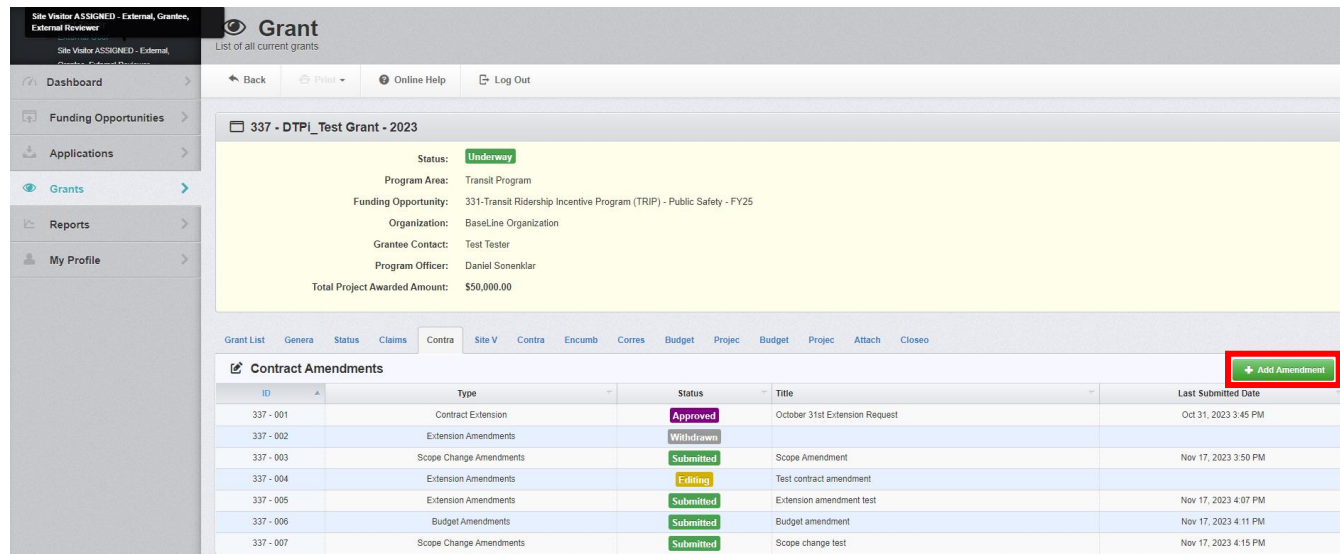 Site Visitor ASSIGNED - External, Grantee,
External Reviewer
Site Visitor ASSIGNED - External,
Dashboard
Funding Opportunities
Applications
Grants
Reports
My Profile
Grant
List of all current grants
Back Print Online Help Log Out
337 - DTPi_Test Grant - 2023
Status: Underway
Program Area: Transit Program
Funding Opportunity: 331-Transit Ridership Incentive Program (TRIP) - Public Safety - FY25
Organization: BaseLine Organization
Grantee Contact: Test Tester
Program Officer: Daniel Sonenklar
Total Project Awarded Amount: $50,000.00
Grant List Genera Status Claims Contra Site V Contra Encumb Corres Budget Projec Budget Projec Attach Closeo
Contract Amendments + Add Amendment
ID Type Status Title Last Submitted Date
337 - 001 Contract Extension Approved October 31st Extension Request Oct 31, 2023 3:45 PM
337 - 002 Extension Amendments Withdrawn
337 - 003 Scope Change Amendments Submitted Scope Amendment Nov 17, 2023 3:50 PM
337 - 004 Extension Amendments Editing Test contract amendment
337 - 005 Extension Amendments Submitted Extension amendment test Nov 17, 2023 4:07 PM
337 - 006 Budget Amendments Submitted Budget amendment Nov 17, 2023 4:11 PM
337 - 007 Scope Change Amendments Submitted Scope change test Nov 17, 2023 4:15 PM